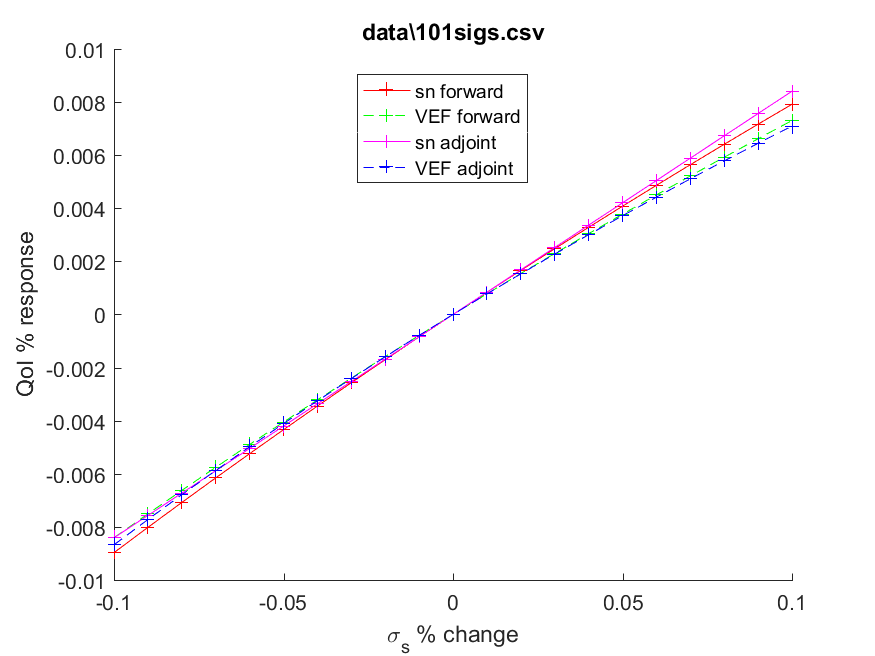 data\101sigs.csv
0.01
0.008
0.006
0.004
0.002
0
-0.002
-0.004
-0.006
-0.008
-0.01
QoI % response
sn forward
VEF forward
sn adjoint
VEF adjoint
-0.1 -0.05 0 0.05 0.1
σs % change